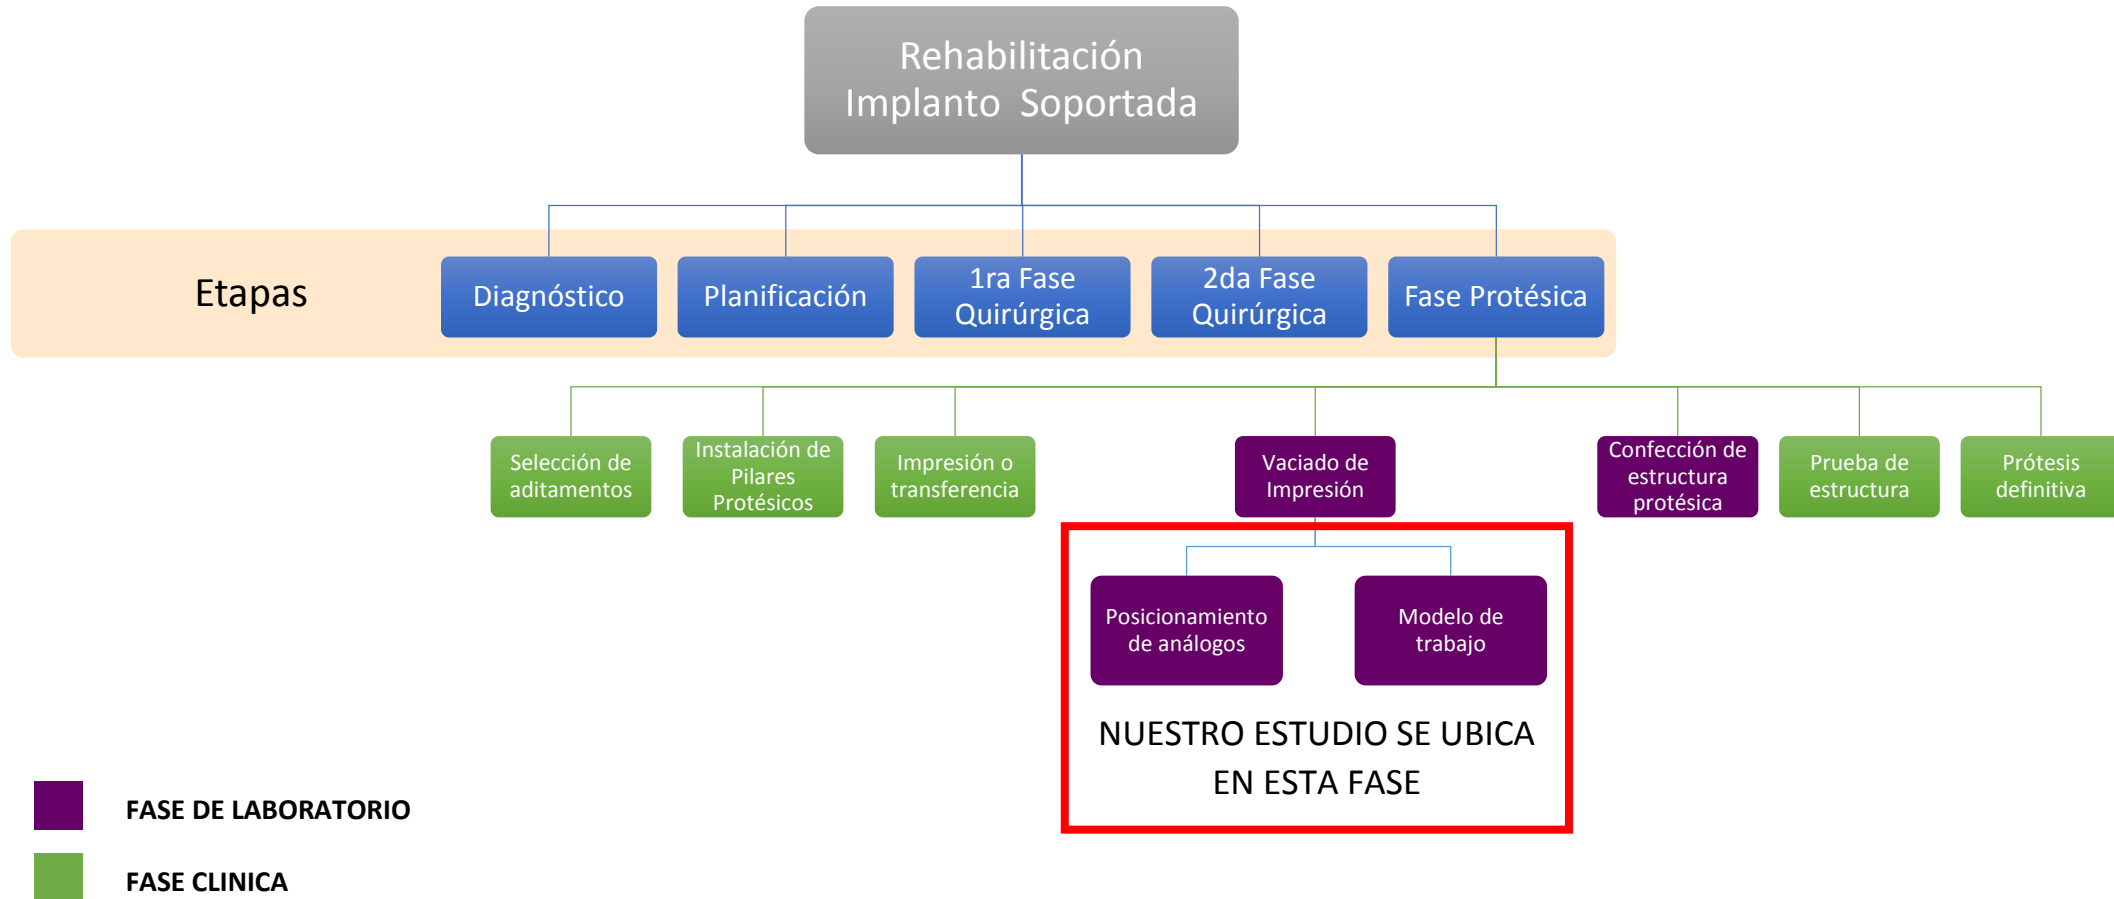 Rehabilitación
Implanto Soportada
Etapas
Diagnóstico
Planificación
1ra Fase
Quirúrgica
2da Fase
Quirúrgica
Fase Protésica
Selección de
aditamentos
Instalación de
Pilares
Protésicos
Impresión o
transferencia
Vaciado de
Impresión
Confección de
estructura
protésica
Prueba de
estructura
Prótesis
definitiva
Posicionamiento
de análogos
Modelo de
trabajo
NUESTRO ESTUDIO SE UBICA
EN ESTA FASE
FASE DE LABORATORIO
FASE CLINICA